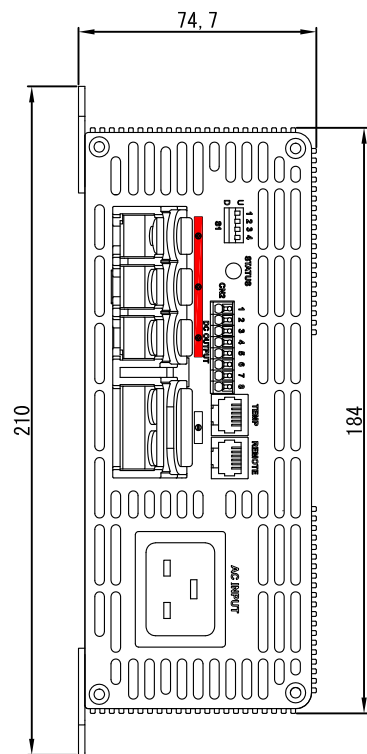 74,7
210
184
D U
1
2
3
4
S1
STATUS
CN2
1
2
3
4
5
6
7
8
DC OUTPUT
TEMP
REMOTE
AC INPUT